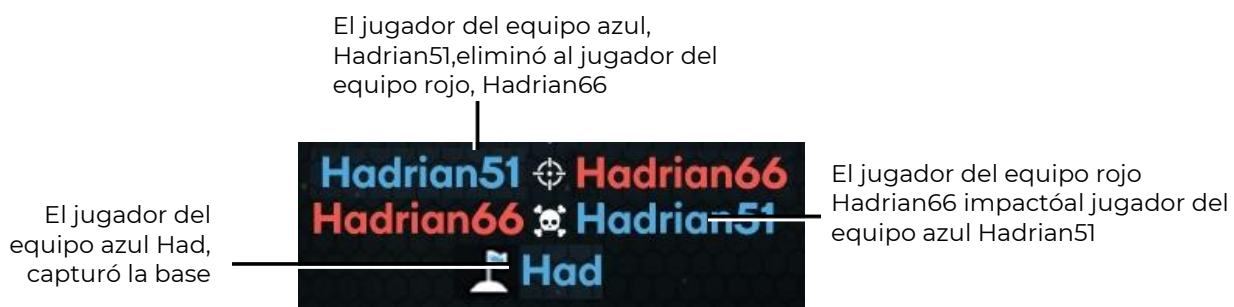 El jugador del equipo azul,
Hadrian51,eliminó al jugador del
equipo rojo, Hadrian66
Hadrian51 Hadrian66
Hadrian66 Hadrian51
Had
El jugador del
equipo azul Had,
capturó la base
El jugador del equipo rojo
Hadrian66 impactóal jugador del
equipo azul Hadrian51